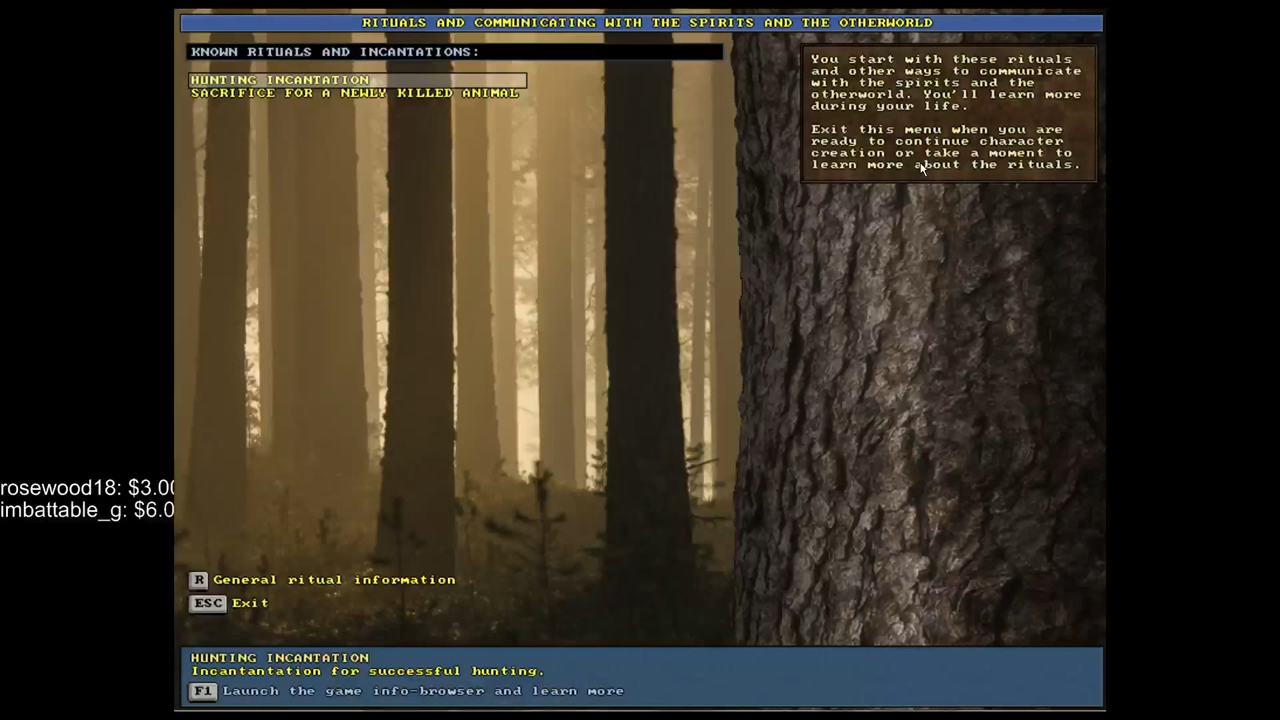 RITUALS AND COMMUNICATING WITH THE SPIRITS AND THE OTHERWORLD
KNOWN RITUALS AND INCANTATIONS:
HUNTING INCANTATION
SACRIFICE FOR A NEWLY KILLED ANIMAL
You start with these rituals
and other ways to communicate
with the spirits and the
otherworld. You'll learn more
during your life.
Exit this menu when you are
ready to continue character
creation or take a moment to
learn more about the rituals.
rosewood18: $3.00
imbattable_g: $6.0
R General ritual information
ESC Exit
HUNTING INCANTATION
Incantantation for successful hunting.
F1 Launch the game info-browser and learn more